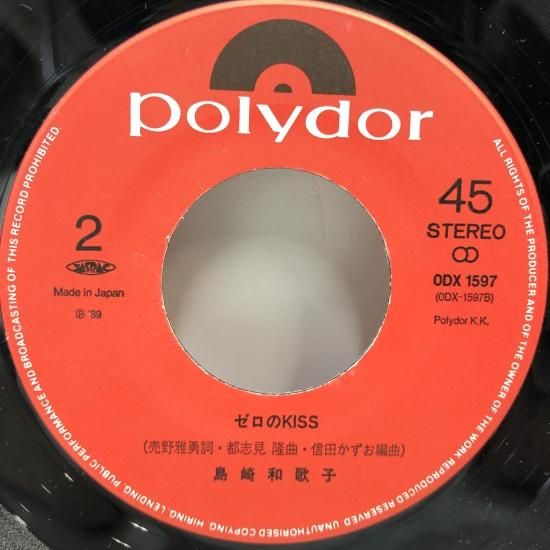 polydor
2
JASRAC
Made in Japan
℗ '89
45
STEREO
ODX 1597
(ODX-1597B)
Polydor K.K.
ゼロのKISS
(売野雅勇詞・都志見 隆曲・信田かずお編曲)
島崎和歌子
ALL RIGHTS OF THE PRODUCER AND OF THE OWNER OF THE WORK REPRODUCED RESERVED UNAUTHORISED COPYING, HIRING, LENDING, PUBLIC PERFORMANCE AND BROADCASTING OF THIS RECORD PROHIBITED.